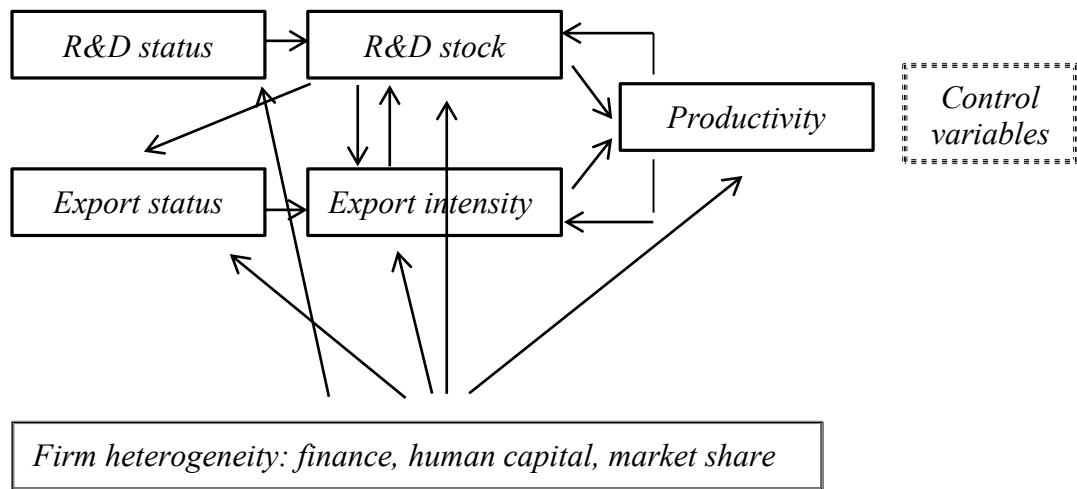 R&D status
R&D stock
Productivity
Control
variables
Export status
Export intensity
Firm heterogeneity: finance, human capital, market share